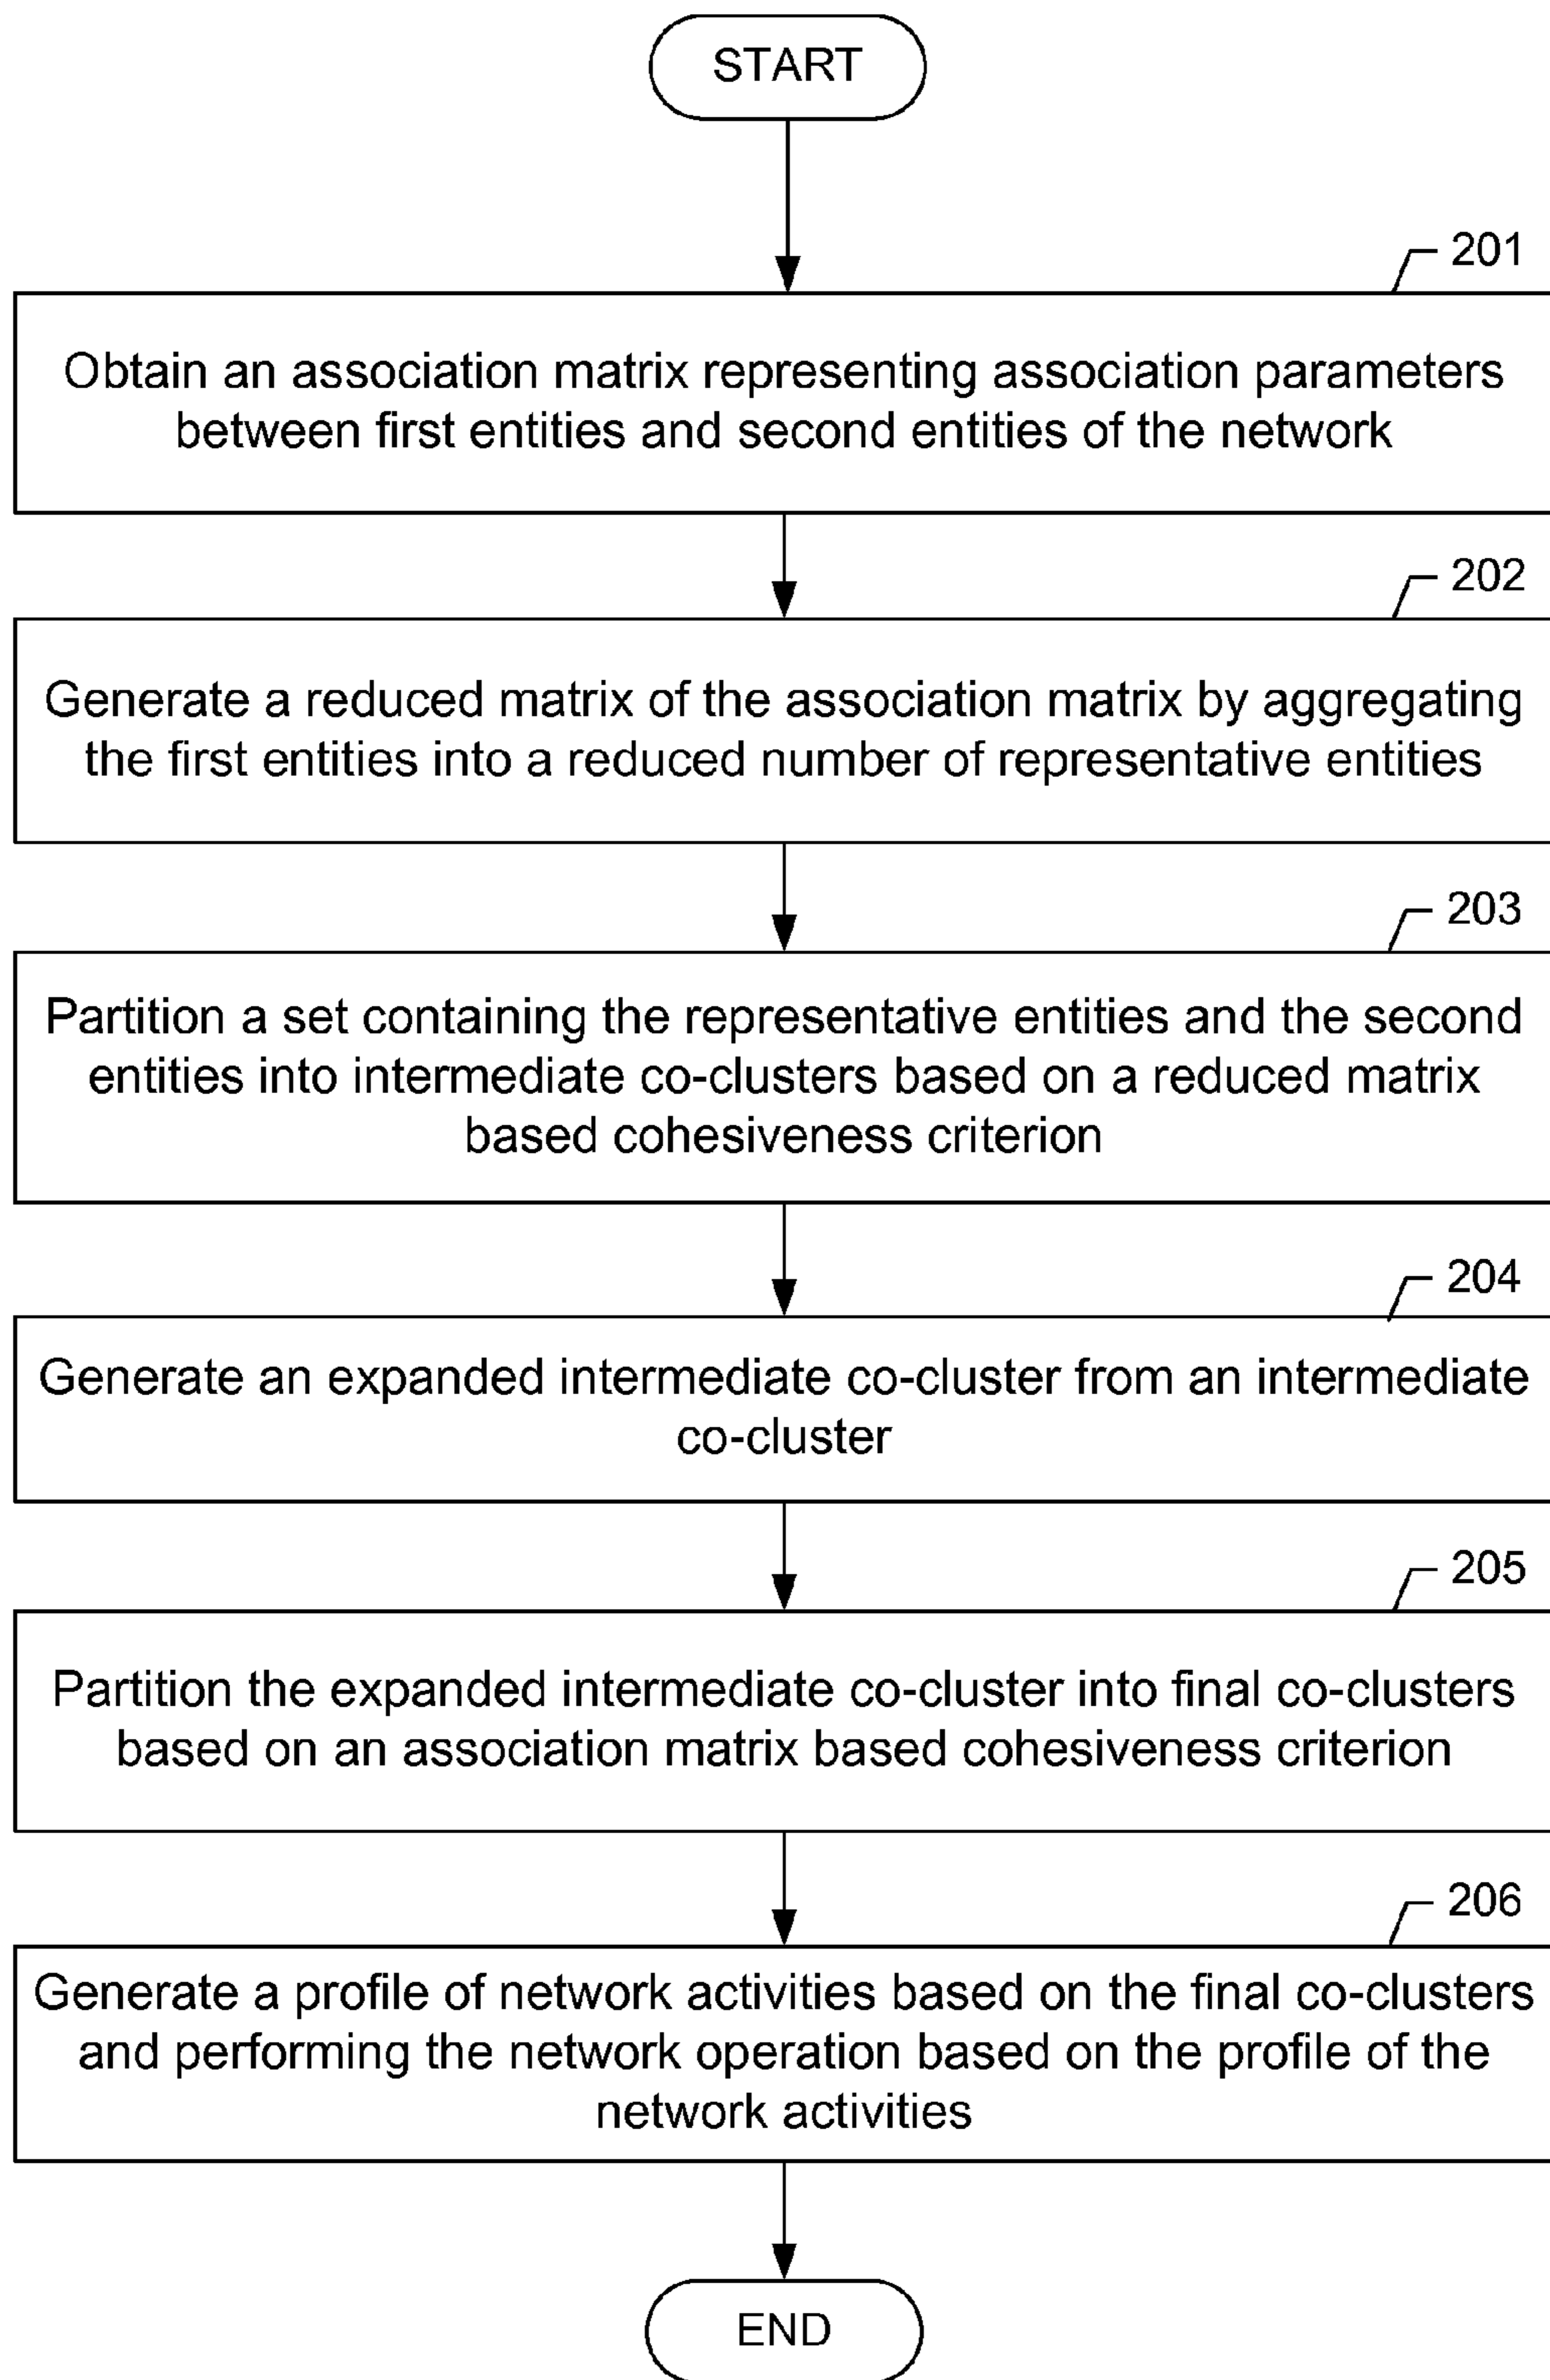 START
201
Obtain an association matrix representing association parameters
between first entities and second entities of the network
202
Generate a reduced matrix of the association matrix by aggregating
the first entities into a reduced number of representative entities
203
Partition a set containing the representative entities and the second
entities into intermediate co-clusters based on a reduced matrix
based cohesiveness criterion
204
Generate an expanded intermediate co-cluster from an intermediate
co-cluster
205
Partition the expanded intermediate co-cluster into final co-clusters
based on an association matrix based cohesiveness criterion
206
Generate a profile of network activities based on the final co-clusters
and performing the network operation based on the profile of the
network activities
END